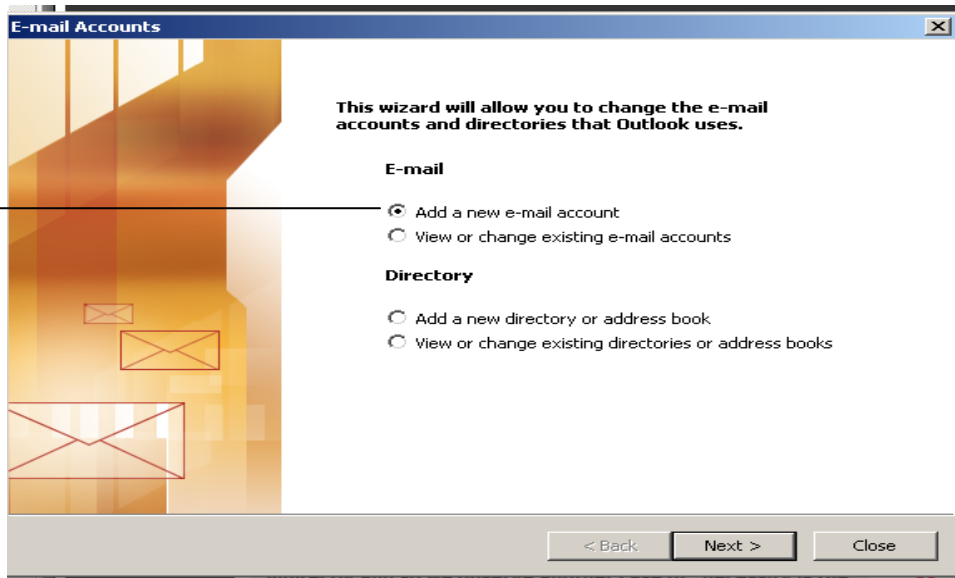 E-mail Accounts
This wizard will allow you to change the e-mail
accounts and directories that Outlook uses.
E-mail
Add a new e-mail account
View or change existing e-mail accounts
Directory
Add a new directory or address book
View or change existing directories or address books
< Back
Next >
Close